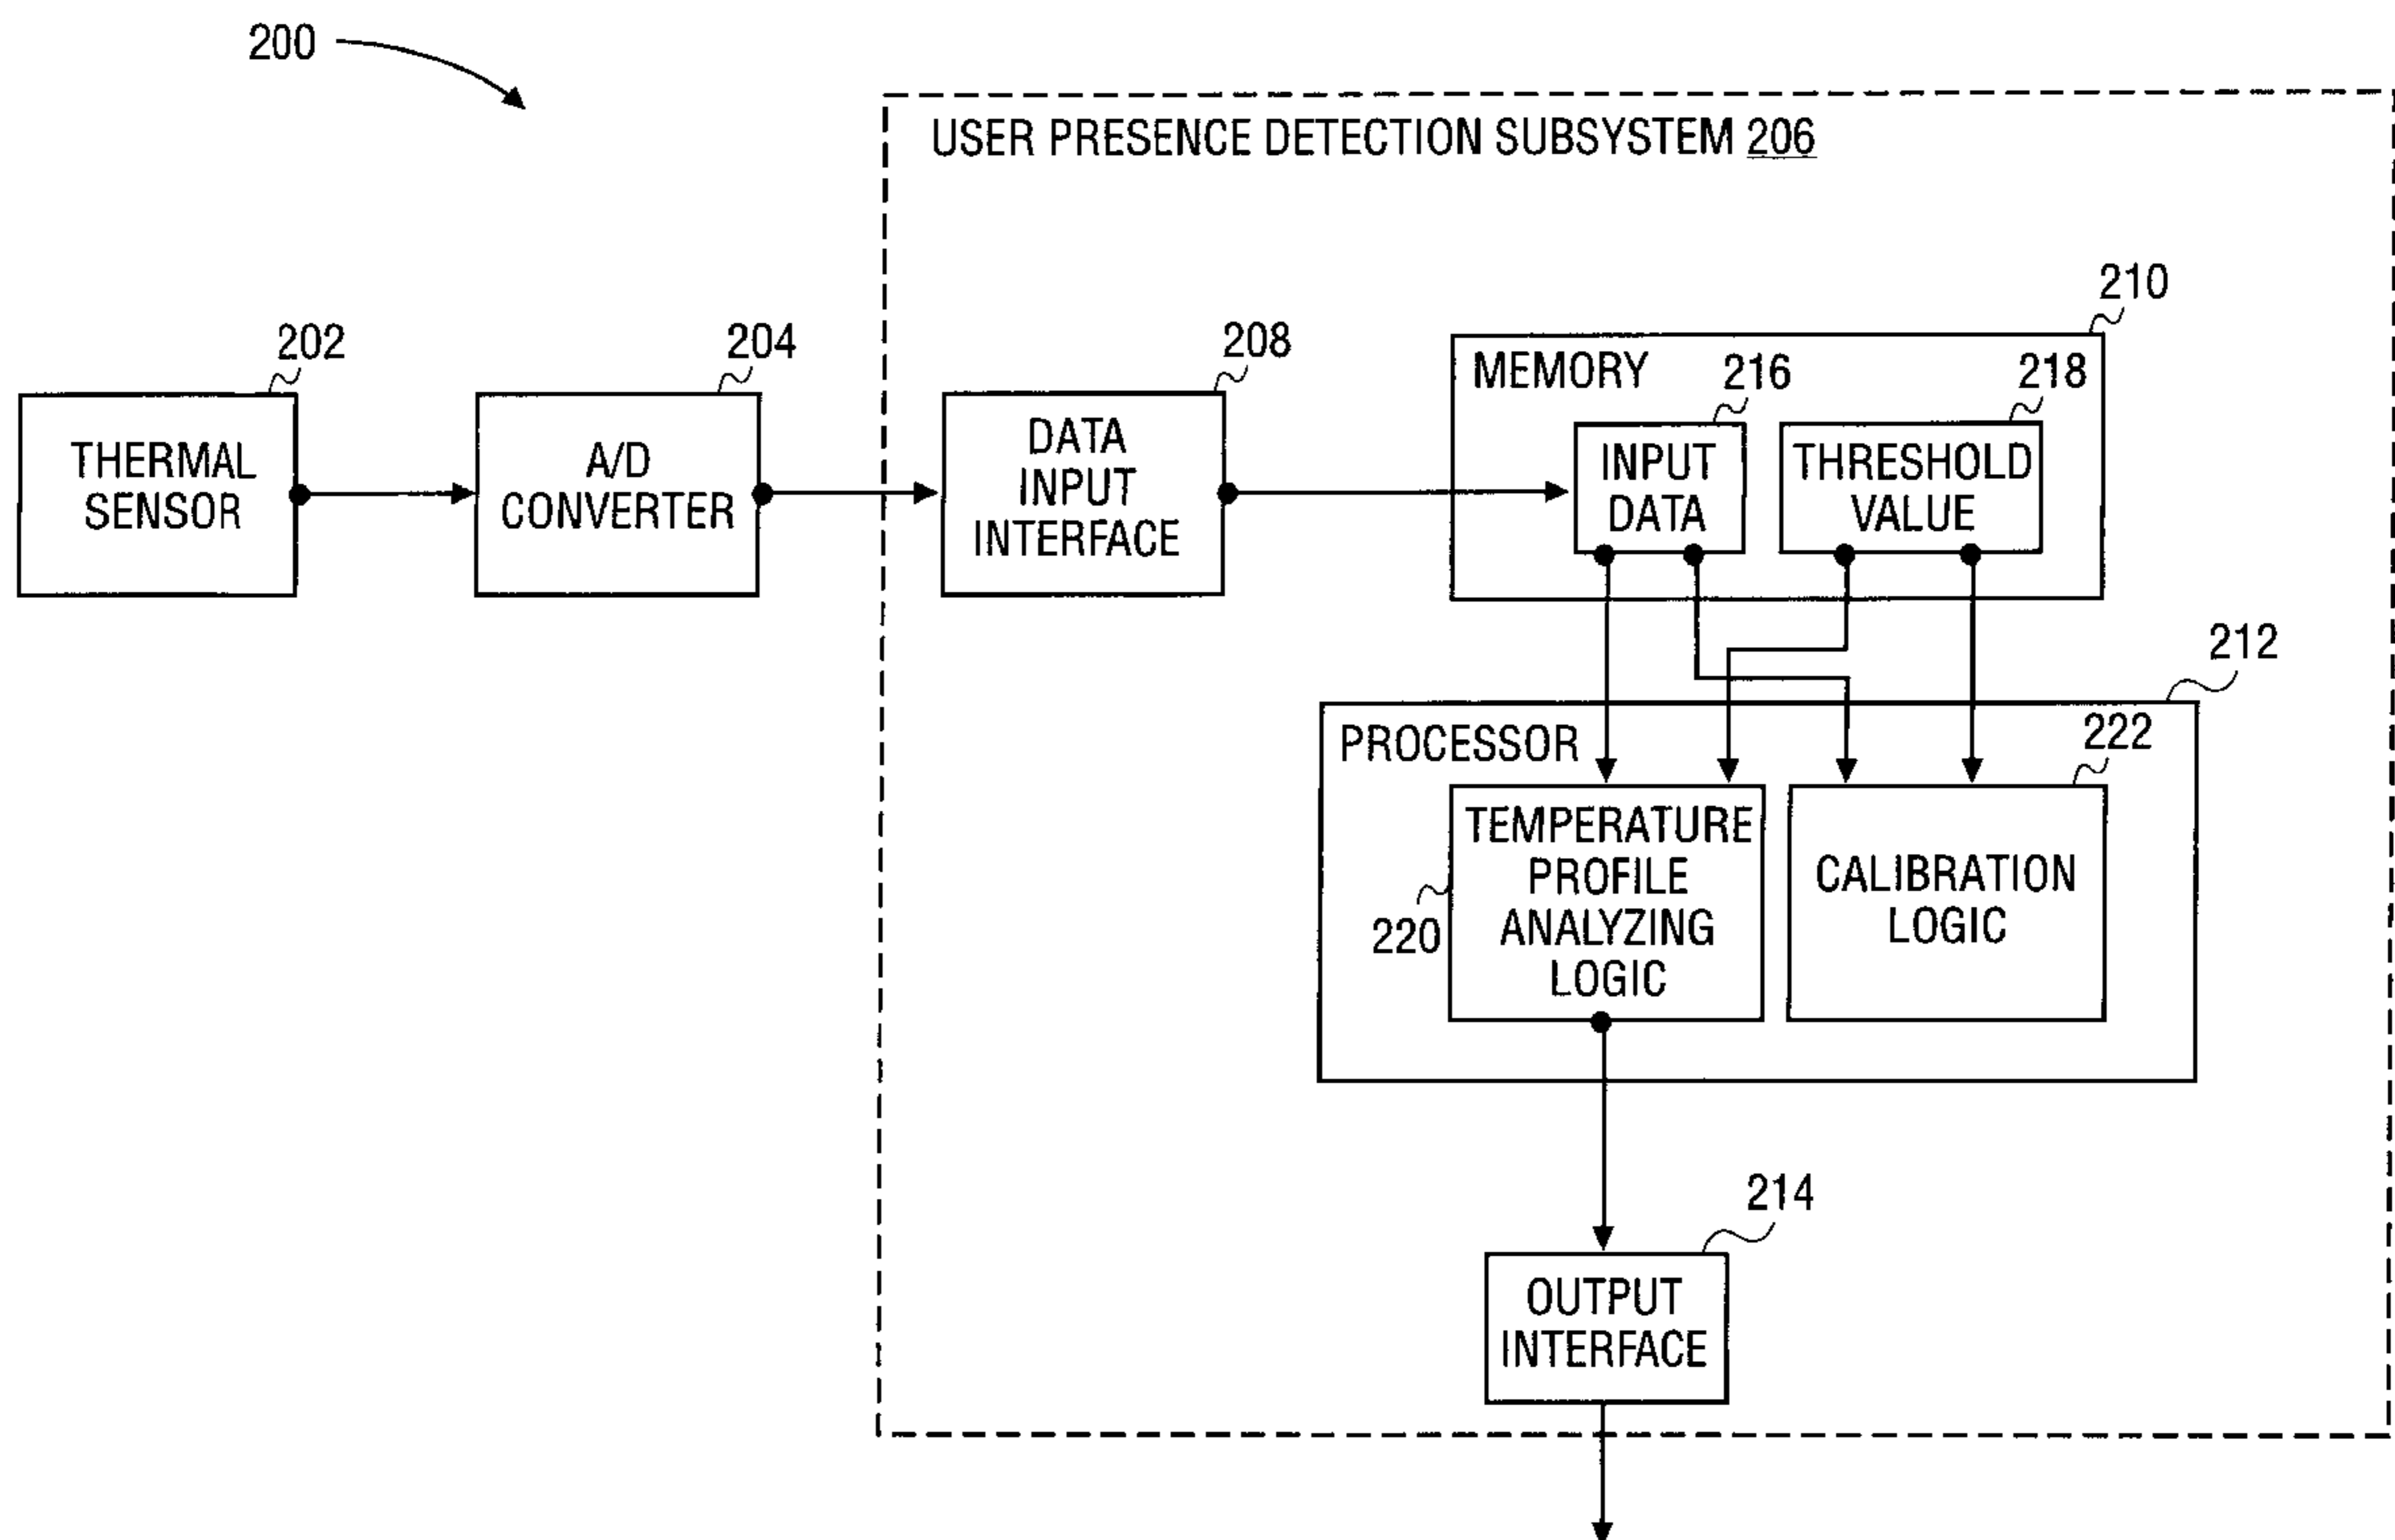 200
USER PRESENCE DETECTION SUBSYSTEM 206
210
202
204
208
MEMORY
216
218
THERMAL
SENSOR
A/D
CONVERTER
DATA
INPUT
INTERFACE
INPUT
DATA
THRESHOLD
VALUE
212
PROCESSOR
222
TEMPERATURE
PROFILE
ANALYZING
LOGIC
220
CALIBRATION
LOGIC
214
OUTPUT
INTERFACE